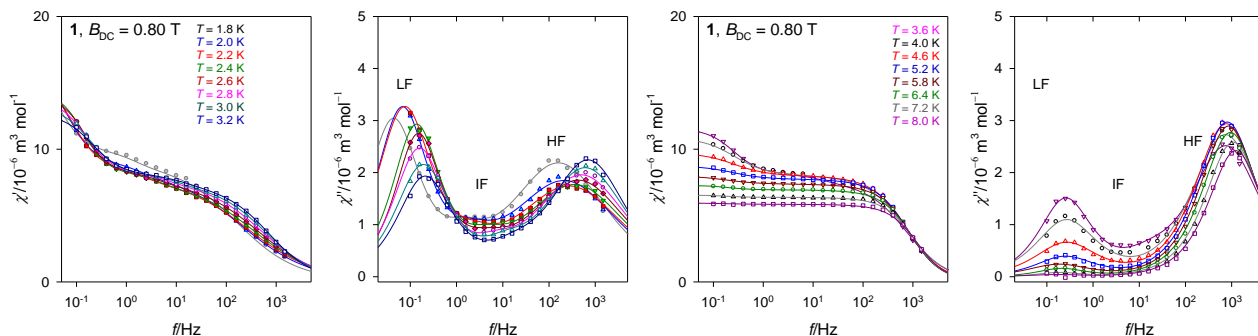 1, B_DC = 0.80 T
T = 1.8 K
T = 2.0 K
T = 2.2 K
T = 2.4 K
T = 2.6 K
T = 2.8 K
T = 3.0 K
T = 3.2 K
χ'/10⁻⁶ m³ mol⁻¹
20
10
0
10⁻¹ 10⁰ 10¹ 10² 10³
f/Hz
χ''/10⁻⁶ m³ mol⁻¹
5
4
3
2
1
0
LF
HF
IF
10⁻¹ 10⁰ 10¹ 10² 10³
f/Hz
1, B_DC = 0.80 T
T = 3.6 K
T = 4.0 K
T = 4.6 K
T = 5.2 K
T = 5.8 K
T = 6.4 K
T = 7.2 K
T = 8.0 K
χ'/10⁻⁶ m³ mol⁻¹
20
10
0
10⁻¹ 10⁰ 10¹ 10² 10³
f/Hz
χ''/10⁻⁶ m³ mol⁻¹
5
4
3
2
1
0
LF
HF
IF
10⁻¹ 10⁰ 10¹ 10² 10³
f/Hz